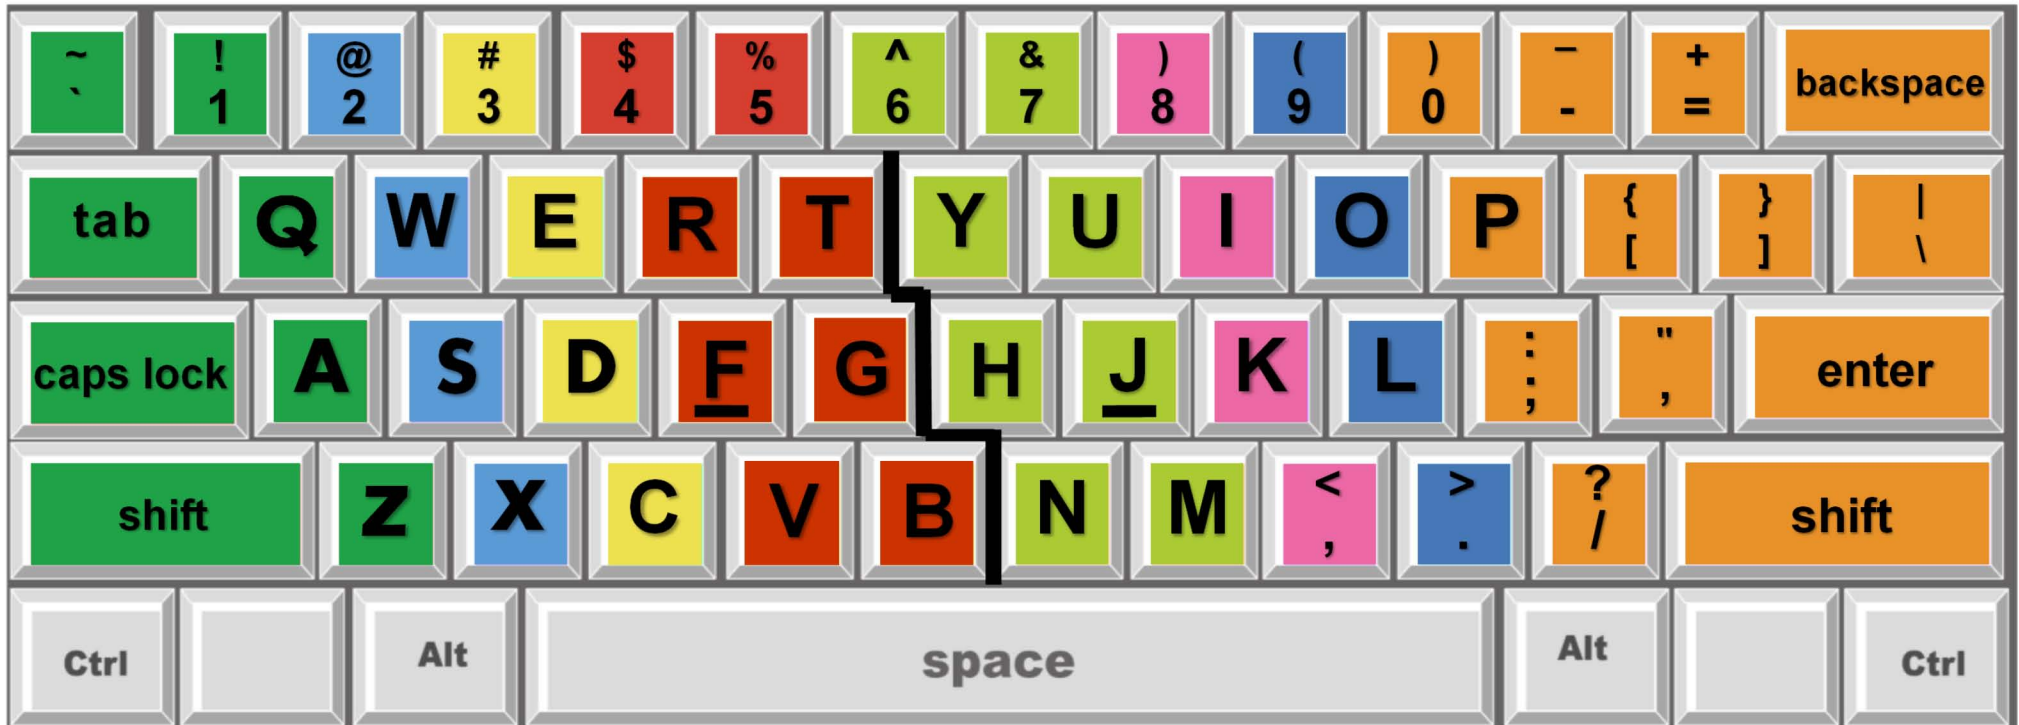 ~ ! @ # $ % ^ & ) ( ) – + backspace
` 1 2 3 4 5 6 7 8 9 0 - =
tab Q W E R T Y U I O P { } |
[ ] \
caps lock A S D F G H J K L : " enter
; ,
shift Z X C V B N M < > ? shift
, . /
Ctrl Alt space Alt Ctrl